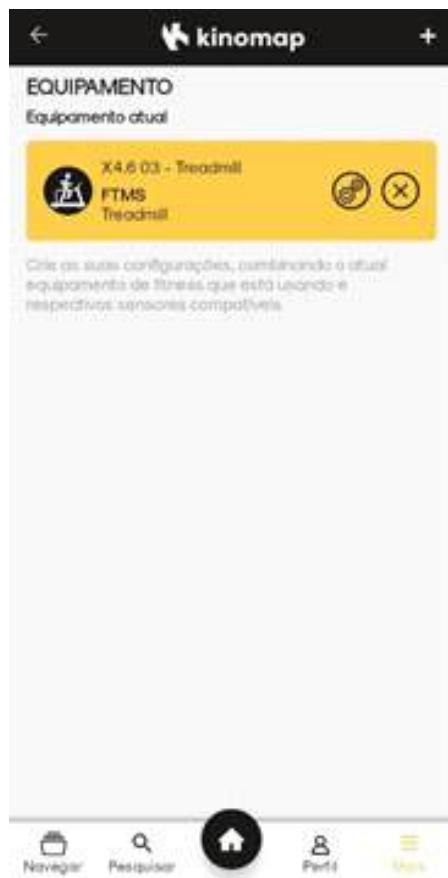 kinomap
EQUIPAMENTO
Equipamento atual
X4.6 03 - Treadmill
FTMS
Treadmill
Crie as suas configurações, combinando o atual
equipamento de fitness que está usando e
respectivos sensores compatíveis
Navegar
Pesquisar
Perfil
Mais